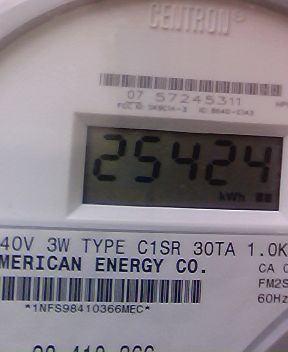 CENTRON®
07 57245311
25424
kWh
40V 3W TYPE C1SR 30TA 1.0K
MERICAN ENERGY CO.
CA 0
FM2S
60Hz
*1NFS98410366MEC*